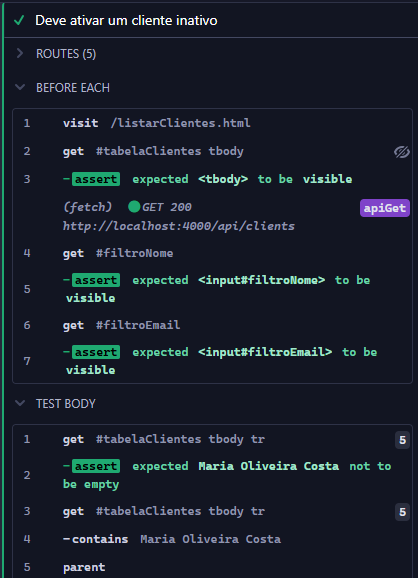 Deve ativar um cliente inativo
ROUTES (5)
BEFORE EACH
1 visit /listarClientes.html
2 get #tabelaClientes tbody
3 -assert expected <tbody> to be visible
(fetch) GET 200 apiGet
http://localhost:4000/api/clients
4 get #filtroNome
5 -assert expected <input#filtroNome> to be
visible
6 get #filtroEmail
7 -assert expected <input#filtroEmail> to be
visible
TEST BODY
1 get #tabelaClientes tbody tr 5
2 -assert expected Maria Oliveira Costa not to
be empty
3 get #tabelaClientes tbody tr 5
4 -contains Maria Oliveira Costa
5 parent